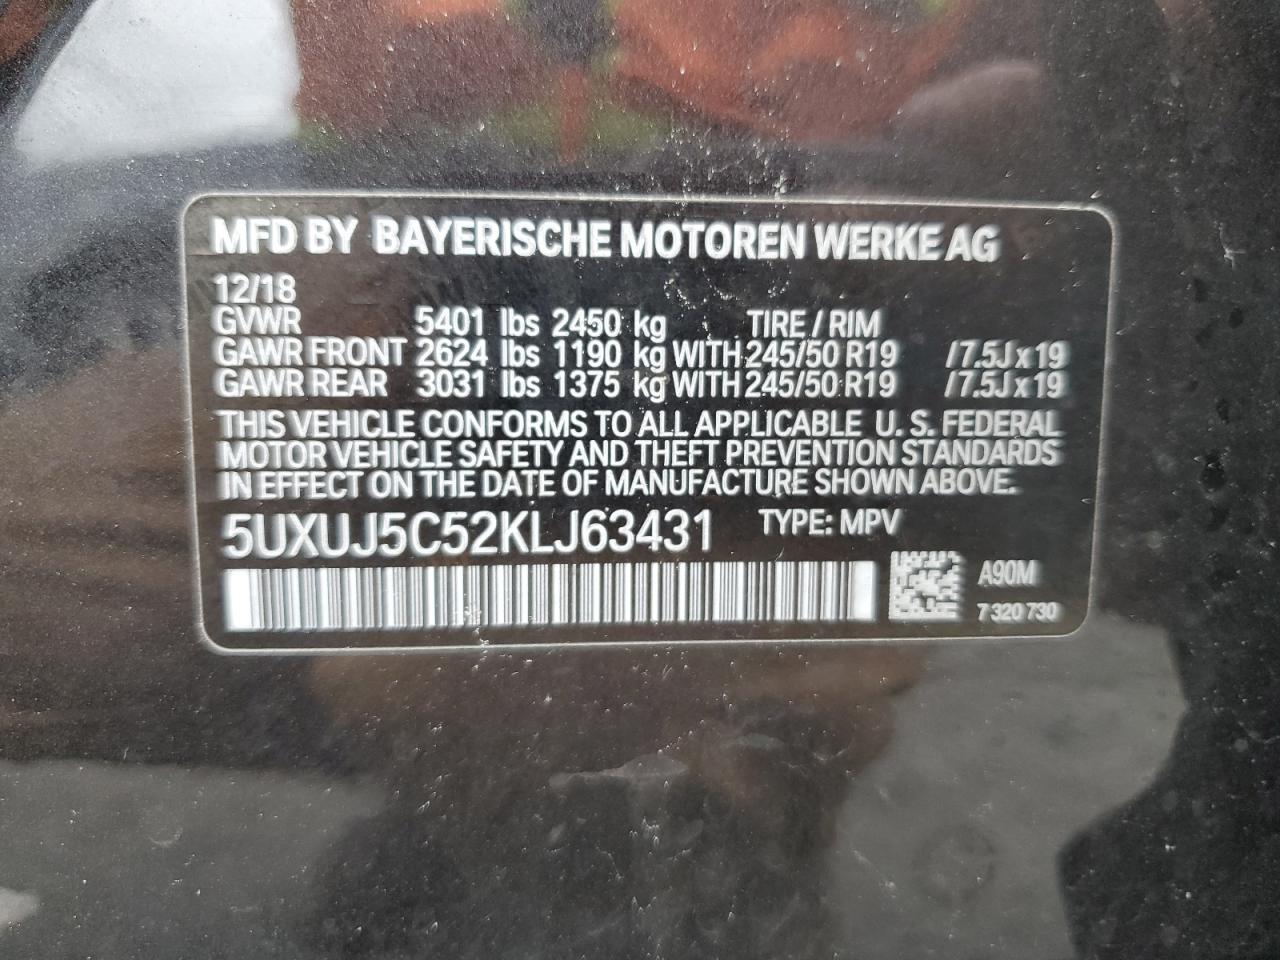 MFD BY BAYERISCHE MOTOREN WERKE AG
12/18
GVWR 5401 lbs 2450 kg TIRE / RIM
GAWR FRONT 2624 lbs 1190 kg WITH 245/50 R19 /7.5J x 19
GAWR REAR 3031 lbs 1375 kg WITH 245/50 R19 /7.5J x 19
THIS VEHICLE CONFORMS TO ALL APPLICABLE U. S. FEDERAL
MOTOR VEHICLE SAFETY AND THEFT PREVENTION STANDARDS
IN EFFECT ON THE DATE OF MANUFACTURE SHOWN ABOVE.
5UXUJ5C52KLJ63431 TYPE: MPV
A90M
7 320 730